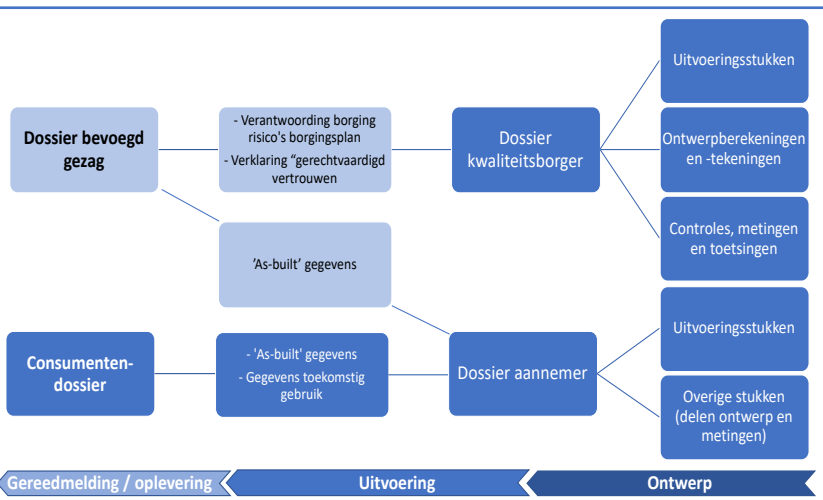 Dossier bevoegd
gezag
- Verantwoording borging
risico's borgingsplan
- Verklaring “gerechtvaardigd
vertrouwen
Dossier
kwaliteitsborger
Uitvoeringsstukken
Ontwerpberekeningen
en -tekeningen
Controles, metingen
en toetsingen
'As-built’ gegevens
Consumenten-
dossier
- 'As-built' gegevens
- Gegevens toekomstig
gebruik
Dossier aannemer
Uitvoeringsstukken
Overige stukken
(delen ontwerp en
metingen)
Gereedmelding / oplevering
Uitvoering
Ontwerp